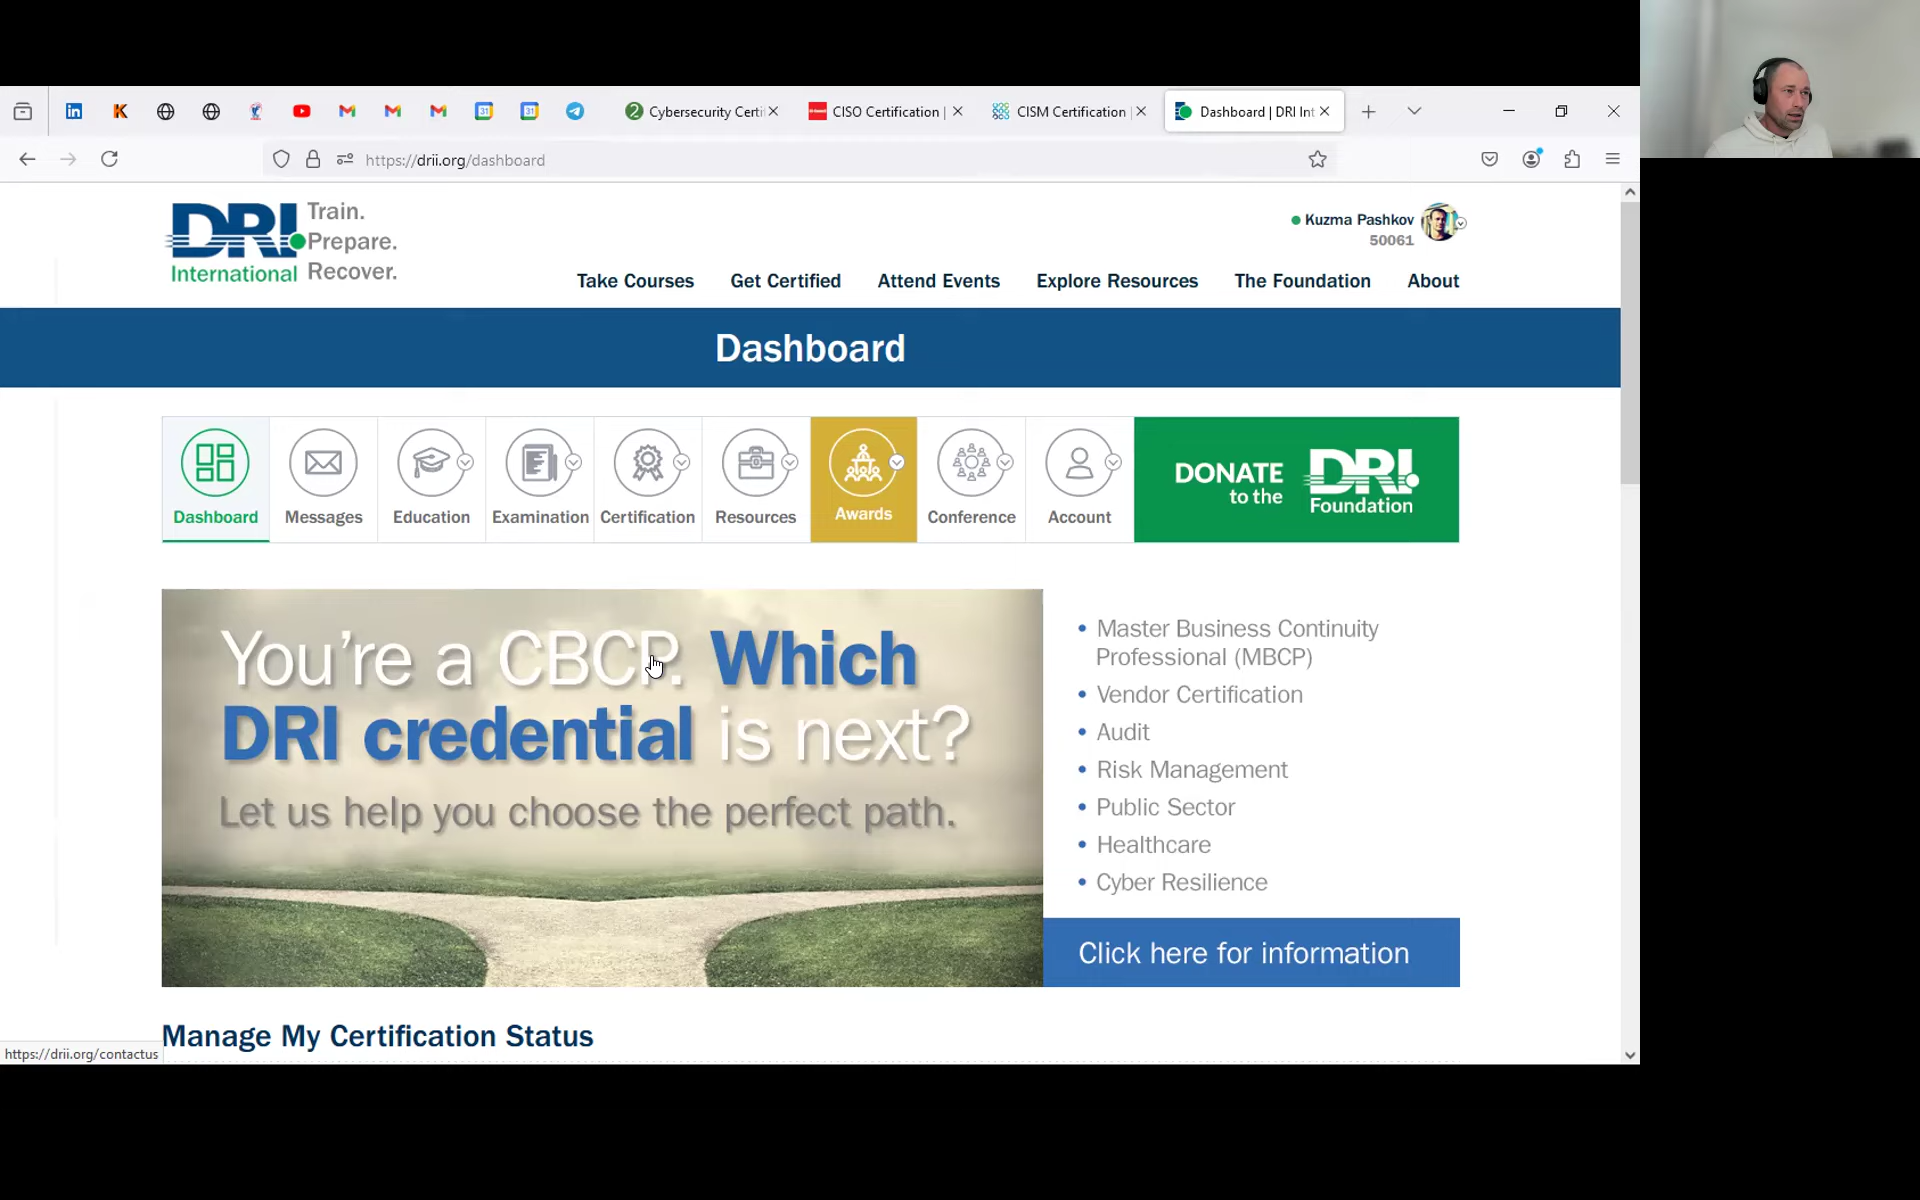 Cybersecurity Certi
CISO Certification |
CISM Certification |
Dashboard | DRI Int
https://drii.org/dashboard
DRI
International
Train.
Prepare.
Recover.
Kuzma Pashkov
50061
Take Courses
Get Certified
Attend Events
Explore Resources
The Foundation
About
Dashboard
Dashboard
Messages
Education
Examination
Certification
Resources
Awards
Conference
Account
DONATE
to the
DRI
Foundation
You're a CBCP. Which
DRI credential is next?
Let us help you choose the perfect path.
• Master Business Continuity
Professional (MBCP)
• Vendor Certification
• Audit
• Risk Management
• Public Sector
• Healthcare
• Cyber Resilience
Click here for information
Manage My Certification Status
https://drii.org/contactus